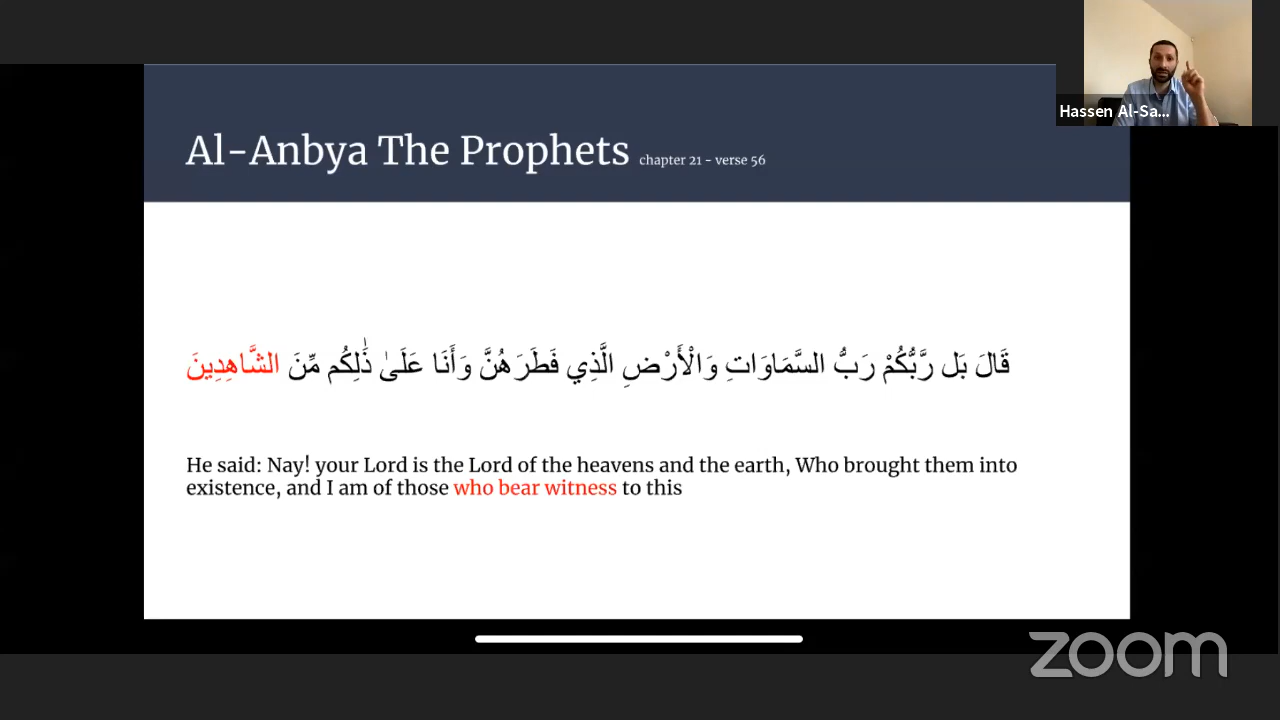 Hassen Al-Sa...
Al-Anbya The Prophets chapter 21 - verse 56
قَالَ بَل رَّبُّكُمْ رَبُّ السَّمَاوَاتِ وَالْأَرْضِ الَّذِي فَطَرَهُنَّ وَأَنَا عَلَىٰ ذَٰلِكُم مِّنَ الشَّاهِدِينَ
He said: Nay! your Lord is the Lord of the heavens and the earth, Who brought them into
existence, and I am of those who bear witness to this
zoom